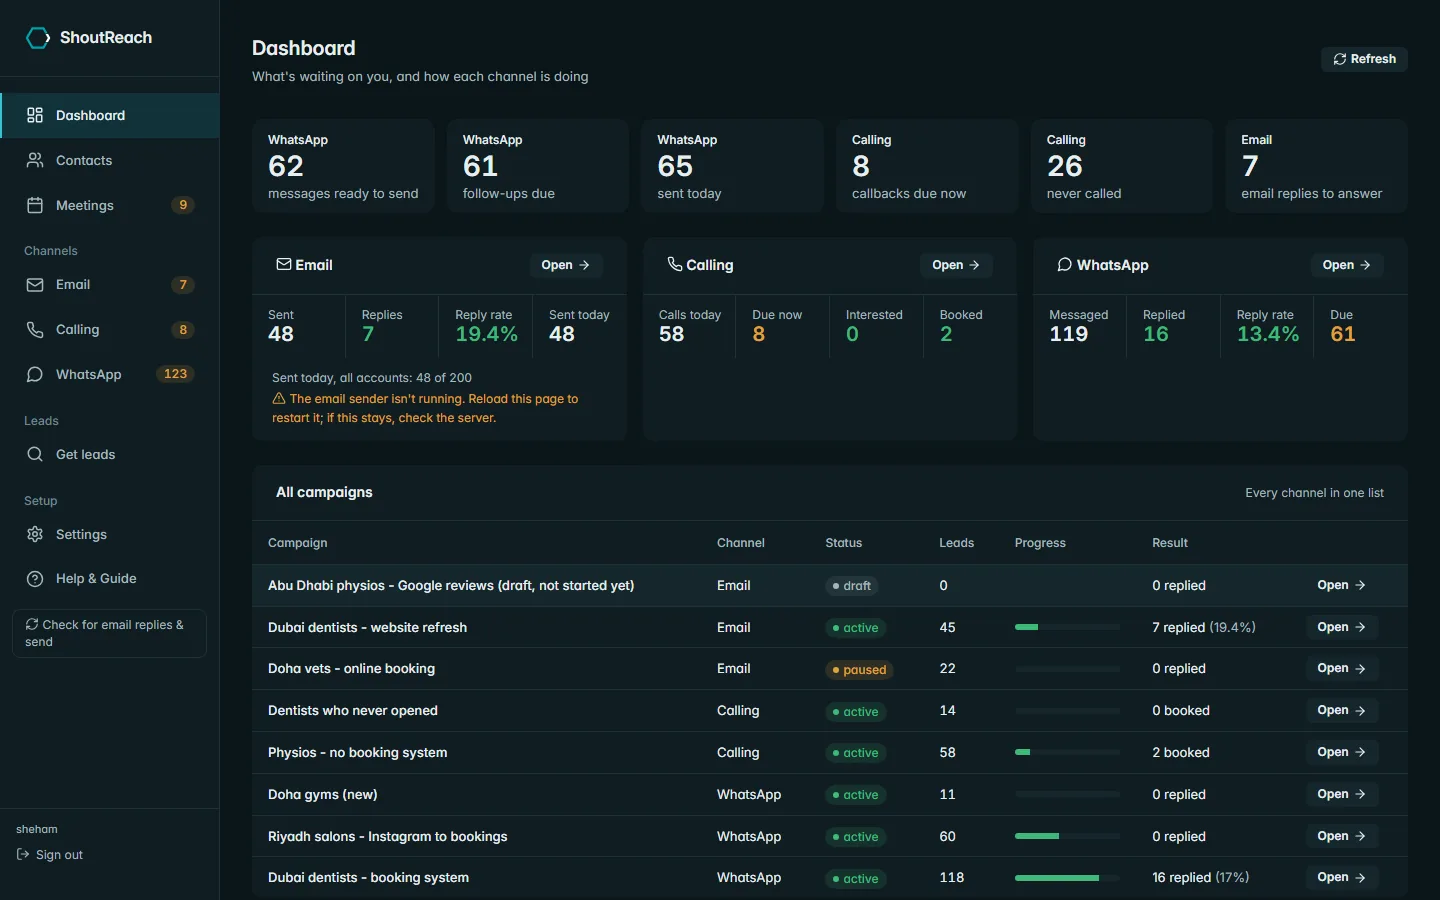 ShoutReach
Dashboard
Contacts
Meetings 9
Channels
Email 7
Calling 8
WhatsApp 123
Leads
Get leads
Setup
Settings
Help & Guide
Check for email replies &
send
sheham
Sign out
Dashboard
What's waiting on you, and how each channel is doing
Refresh
WhatsApp
62
messages ready to send
WhatsApp
61
follow-ups due
WhatsApp
65
sent today
Calling
8
callbacks due now
Calling
26
never called
Email
7
email replies to answer
Email Open →
Sent Replies Reply rate Sent today
48 7 19.4% 48
Sent today, all accounts: 48 of 200
The email sender isn't running. Reload this page to
restart it; if this stays, check the server.
Calling Open →
Calls today Due now Interested Booked
58 8 0 2
WhatsApp Open →
Messaged Replied Reply rate Due
119 16 13.4% 61
All campaigns Every channel in one list
Campaign Channel Status Leads Progress Result
Abu Dhabi physios - Google reviews (draft, not started yet) Email draft 0 0 replied Open →
Dubai dentists - website refresh Email active 45 7 replied (19.4%) Open →
Doha vets - online booking Email paused 22 0 replied Open →
Dentists who never opened Calling active 14 0 booked Open →
Physios - no booking system Calling active 58 2 booked Open →
Doha gyms (new) WhatsApp active 11 0 replied Open →
Riyadh salons - Instagram to bookings WhatsApp active 60 0 replied Open →
Dubai dentists - booking system WhatsApp active 118 16 replied (17%) Open →